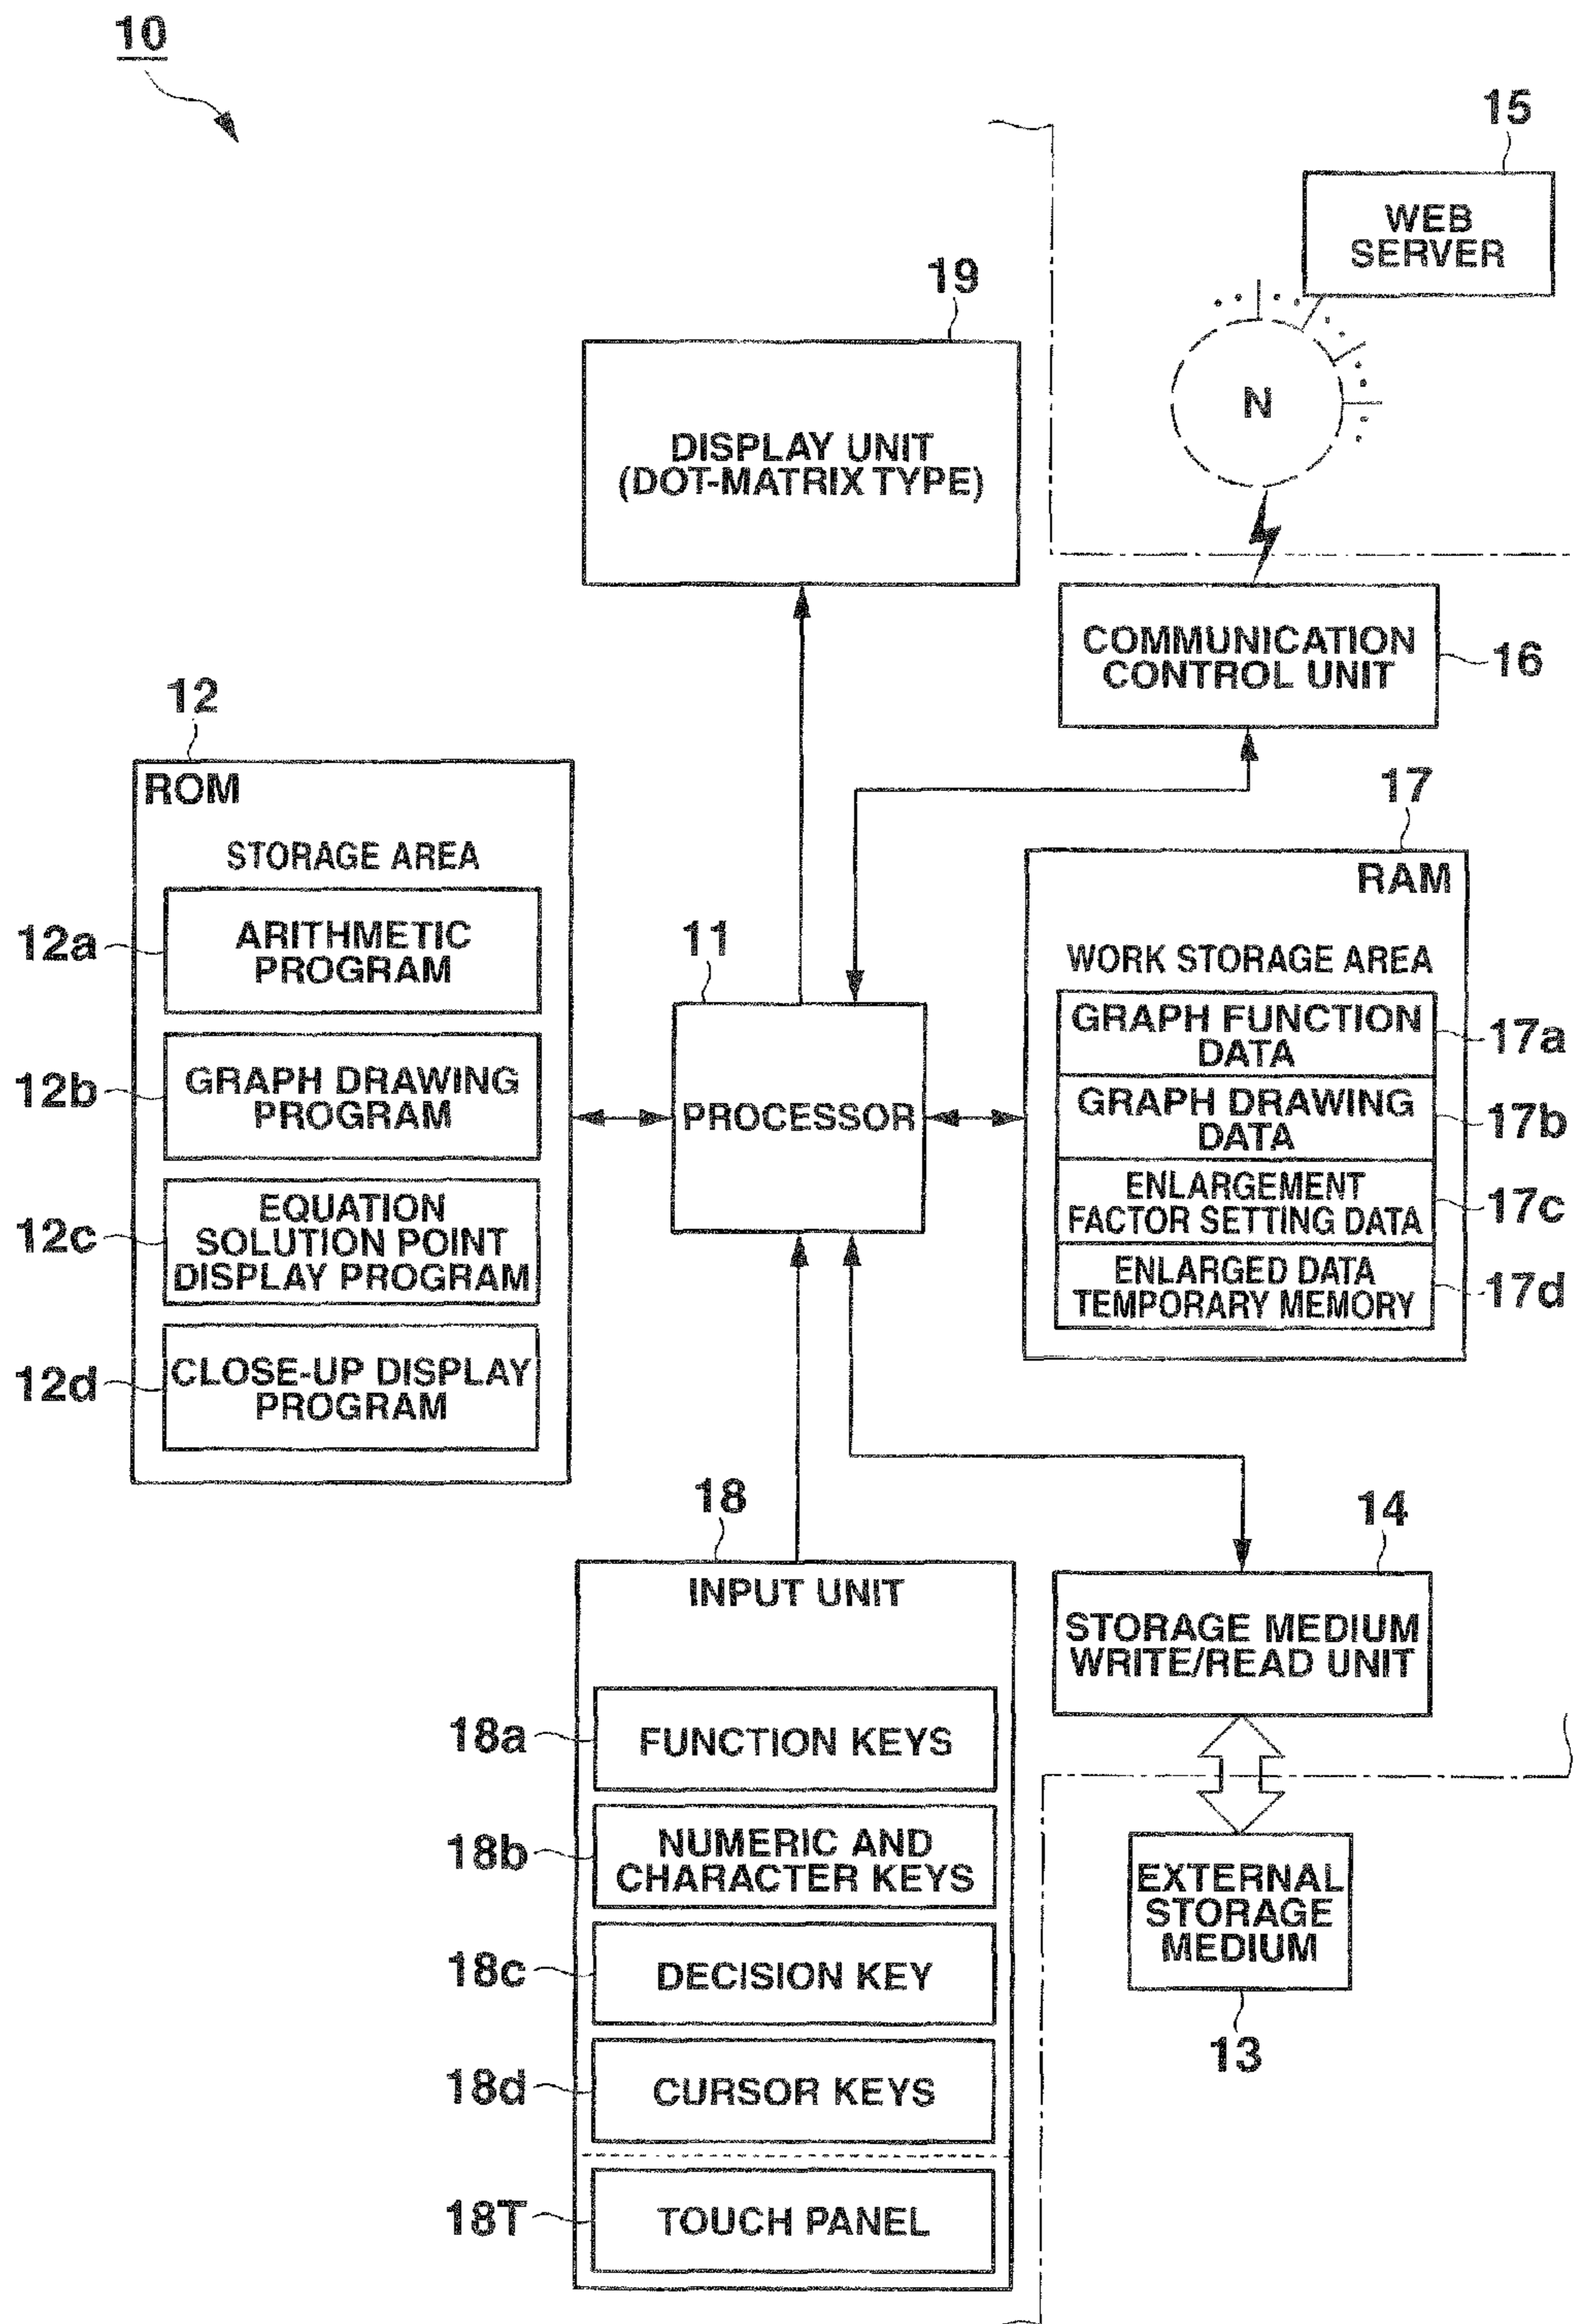 10
15
WEB
SERVER
N
19
DISPLAY UNIT
(DOT-MATRIX TYPE)
COMMUNICATION
CONTROL UNIT
16
12
ROM
STORAGE AREA
12a
ARITHMETIC
PROGRAM
12b
GRAPH DRAWING
PROGRAM
12c
EQUATION
SOLUTION POINT
DISPLAY PROGRAM
12d
CLOSE-UP DISPLAY
PROGRAM
11
PROCESSOR
17
RAM
WORK STORAGE AREA
GRAPH FUNCTION
DATA
17a
GRAPH DRAWING
DATA
17b
ENLARGEMENT
FACTOR SETTING DATA
17c
ENLARGED DATA
TEMPORARY MEMORY
17d
18
INPUT UNIT
18a
FUNCTION KEYS
18b
NUMERIC AND
CHARACTER KEYS
18c
DECISION KEY
18d
CURSOR KEYS
18T
TOUCH PANEL
14
STORAGE MEDIUM
WRITE/READ UNIT
EXTERNAL
STORAGE
MEDIUM
13